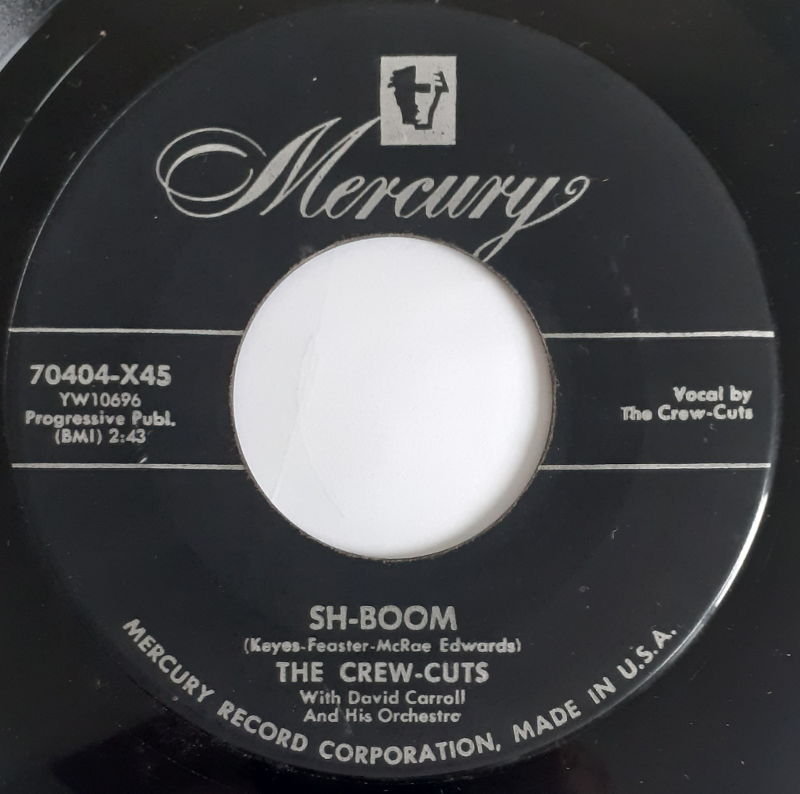 Mercury
70404-X45
YW10696
Progressive Publ.
(BMI) 2:43
Vocal by
The Crew-Cuts
SH-BOOM
(Keyes-Feaster-McRae Edwards)
THE CREW-CUTS
With David Carroll
And His Orchestra
MERCURY RECORD CORPORATION, MADE IN U.S.A.